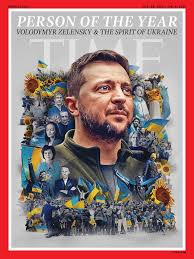 PERSON OF THE YEAR
VOLODYMYR ZELENSKY & THE SPIRIT OF UKRAINE
TIME